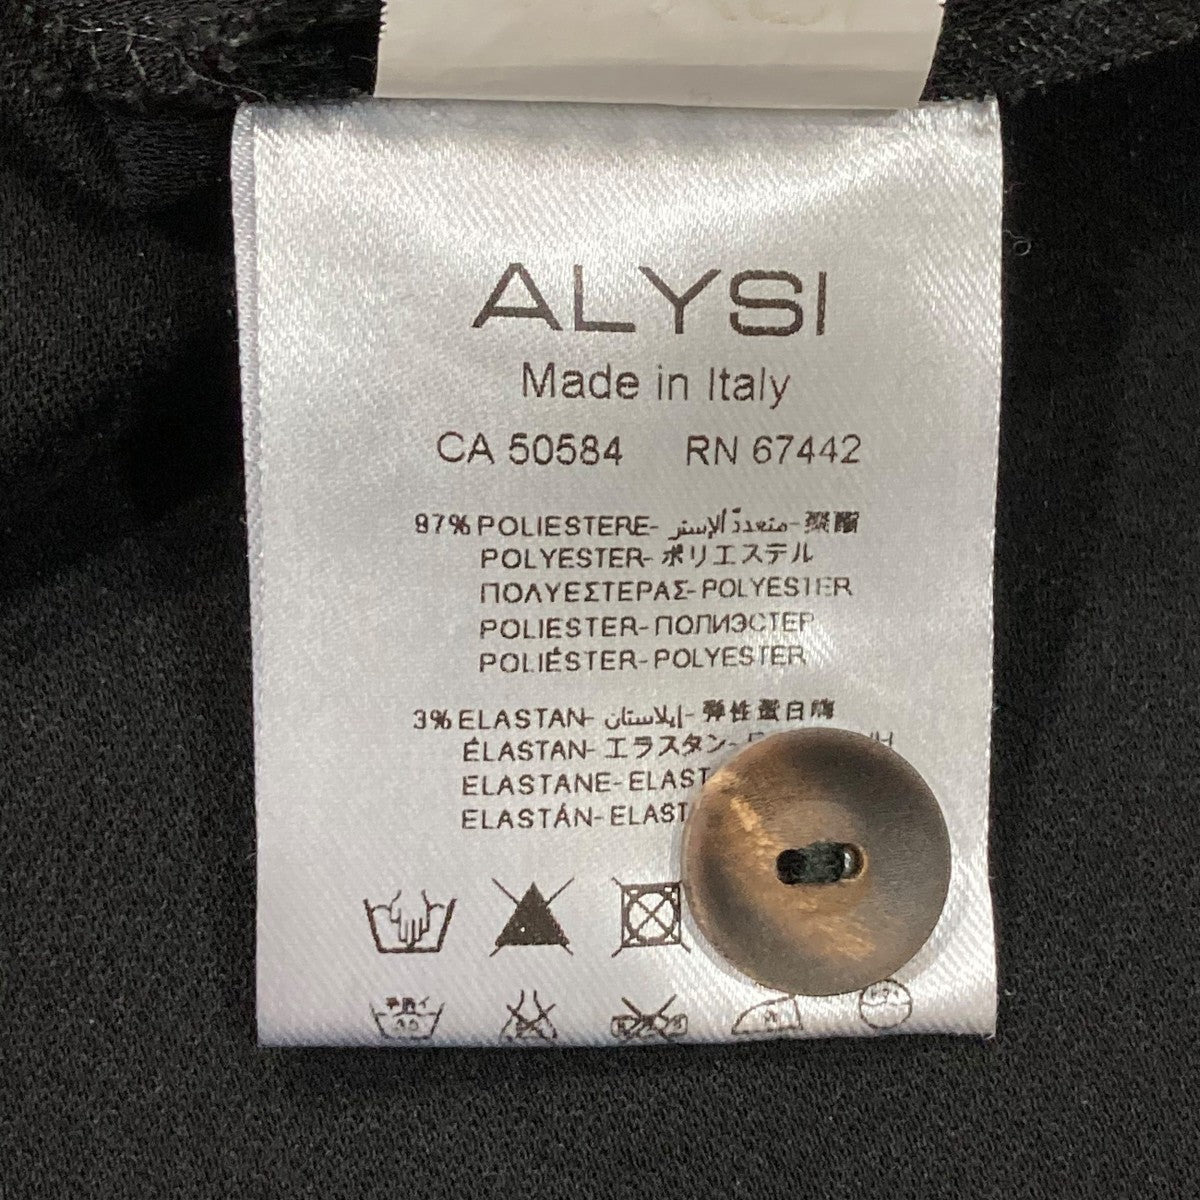 ALYSI
Made in Italy
CA 50584 RN 67442
97% POLIESTERE- متعددّ الإستر -聚酯
POLYESTER-ポリエステル
ΠΟΛΥΕΣΤΕΡΑΣ-POLYESTER
POLIESTER-ПОЛИЭСТЕР
POLIÉSTER-POLYESTER
3% ELASTAN- إيلاستان -弾性蛋白
ÉLASTAN-エラスタン-
ELASTANE-
ELASTÁN-